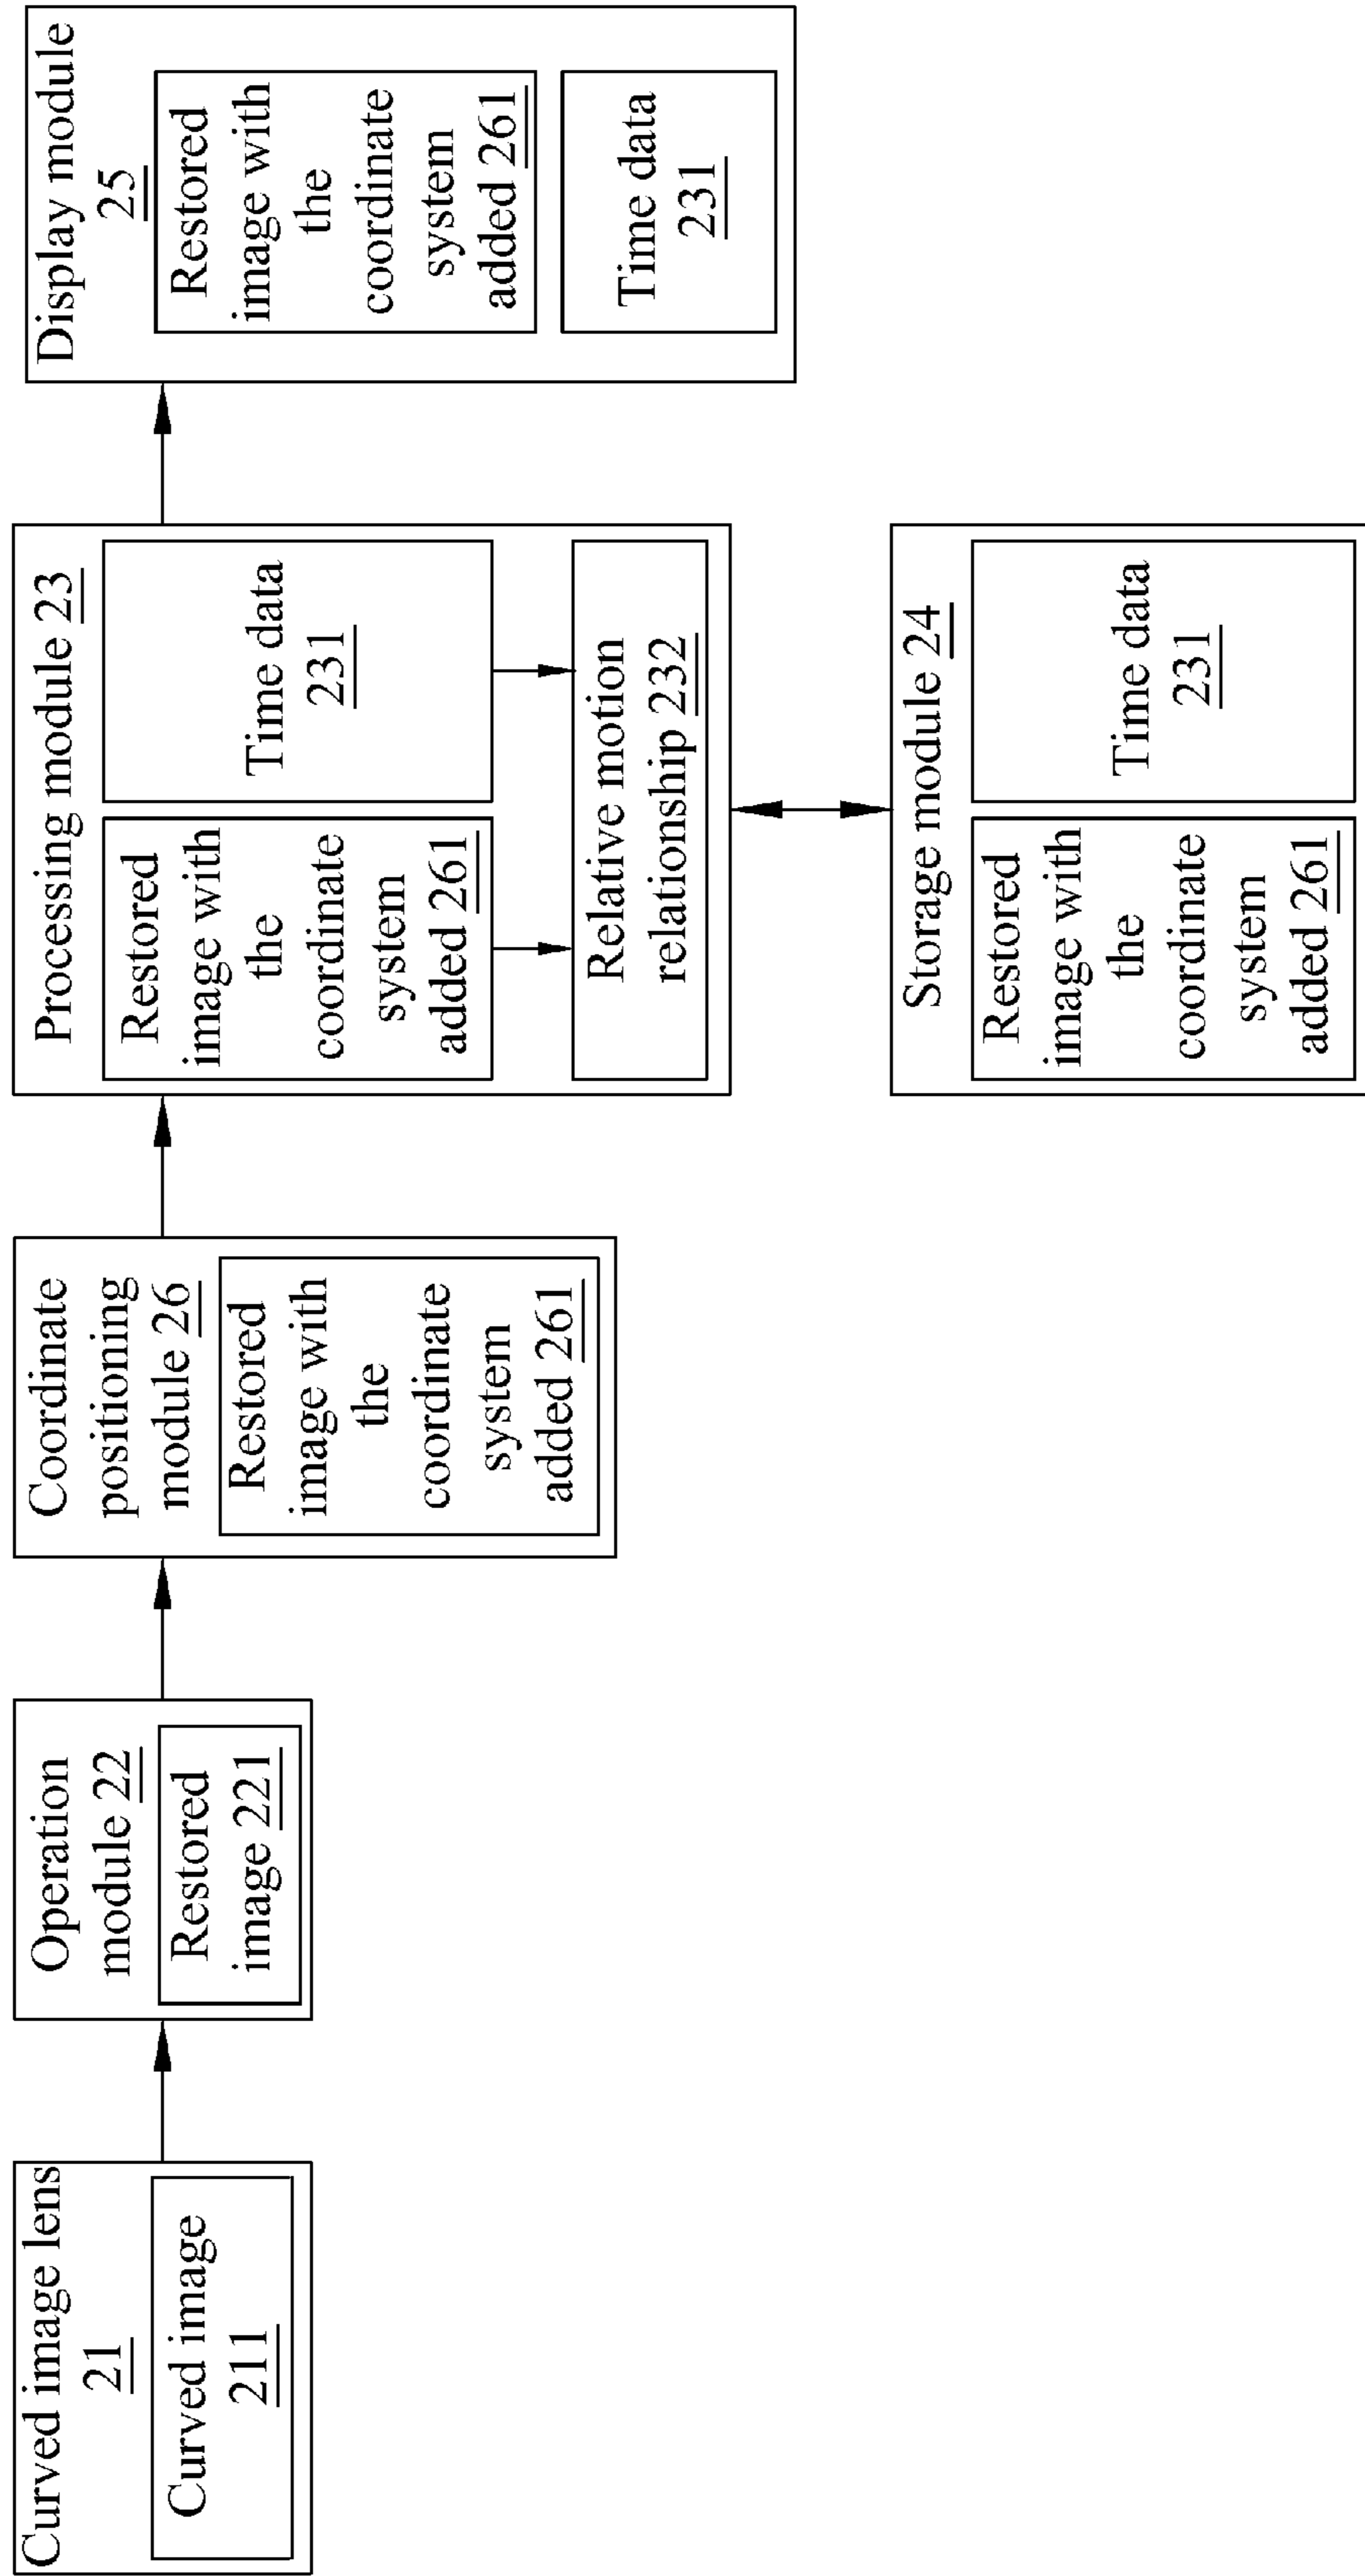 Curved image lens
21
Curved image
211
Operation
module 22
Restored
image 221
Coordinate
positioning
module 26
Restored
image with
the
coordinate
system
added 261
Processing module 23
Restored
image with
the
coordinate
system
added 261
Time data
231
Relative motion
relationship 232
Storage module 24
Restored
image with
the
coordinate
system
added 261
Time data
231
Display module
25
Restored
image with
the
coordinate
system
added 261
Time data
231